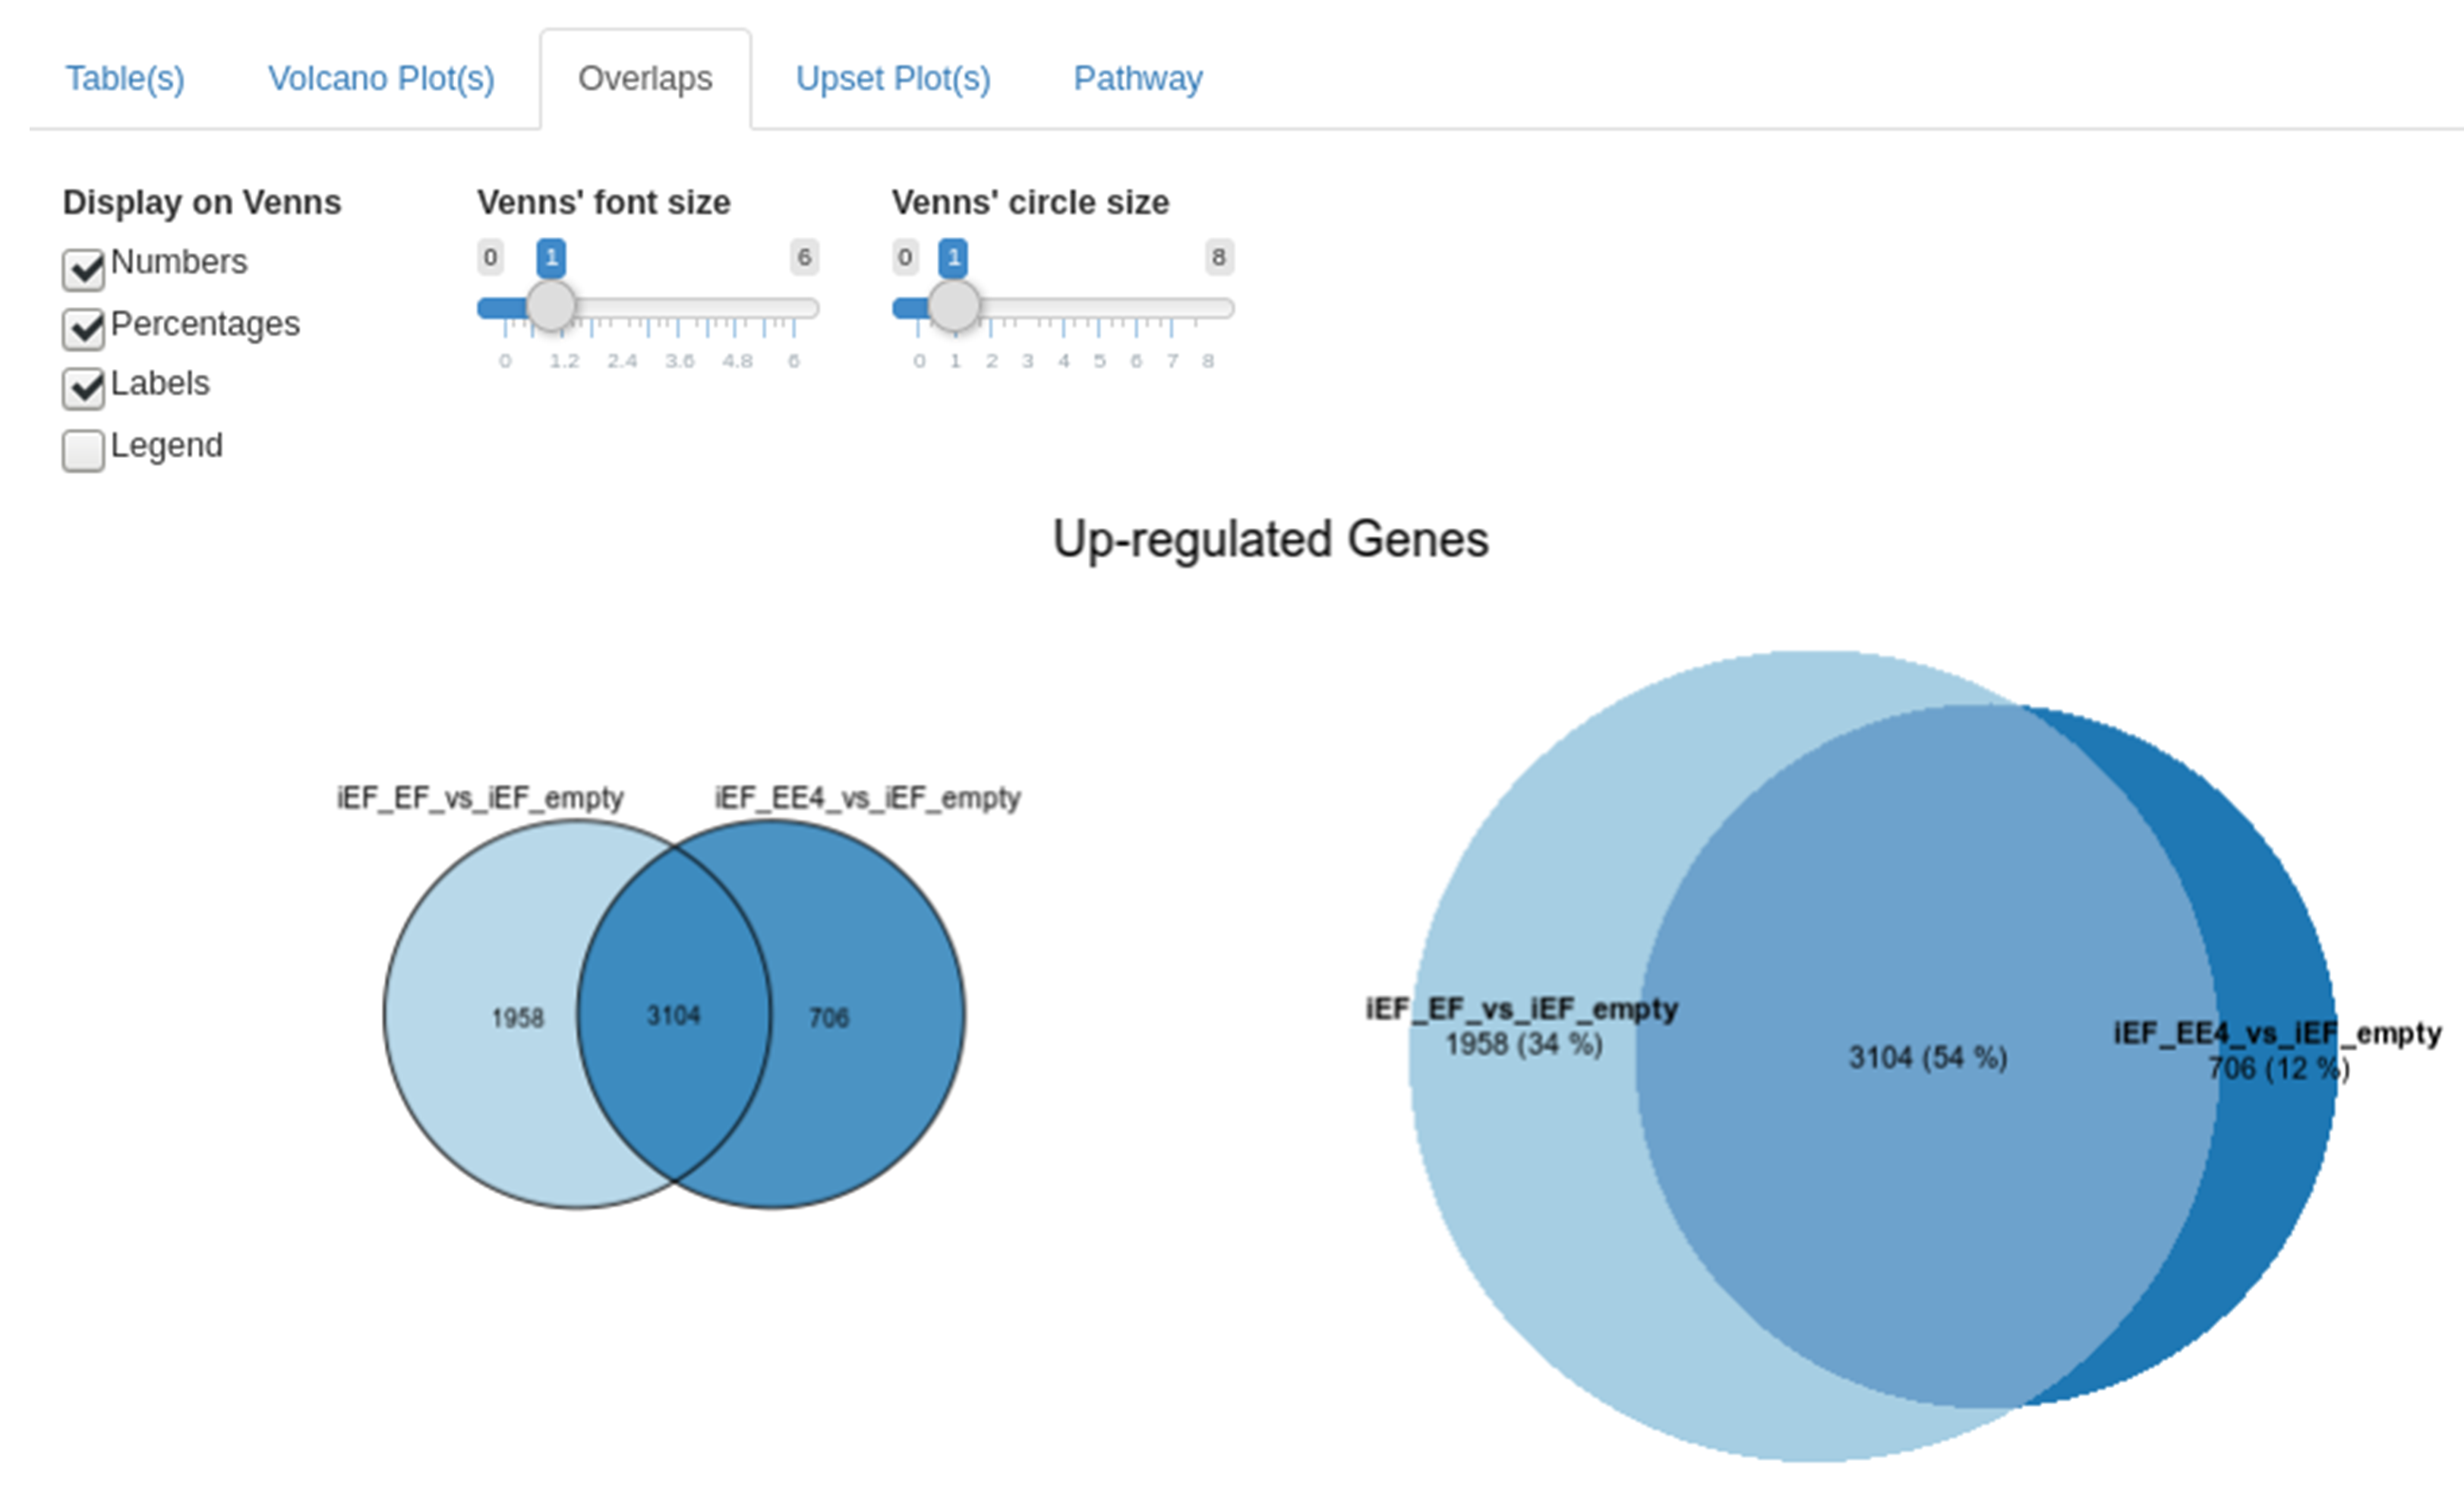 Table(s) Volcano Plot(s) Overlaps Upset Plot(s) Pathway
Display on Venns Venns' font size Venns' circle size
Numbers 0 1 6 0 1 8
Percentages
0 1.2 2.4 3.6 4.8 6 0 1 2 3 4 5 6 7 8
Labels
Legend
Up-regulated Genes
iEF_EF_vs_iEF_empty iEF_EE4_vs_iEF_empty
1958 3104 706
iEF_EF_vs_iEF_empty
1958 (34 %)
3104 (54 %)
iEF_EE4_vs_iEF_empty
706 (12 %)